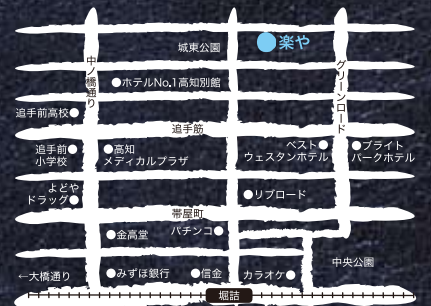 城東公園
楽や
中ノ橋通り
グリーンロード
ホテルNo.1高知別館
追手前高校
追手筋
追手前
小学校
高知
メディカルプラザ
ベスト
ウェスタンホテル
ブライト
パークホテル
よどや
ドラッグ
リブロード
帯屋町
金高堂
パチンコ
中央公園
←大橋通り
みずほ銀行
信金
カラオケ
堀詰